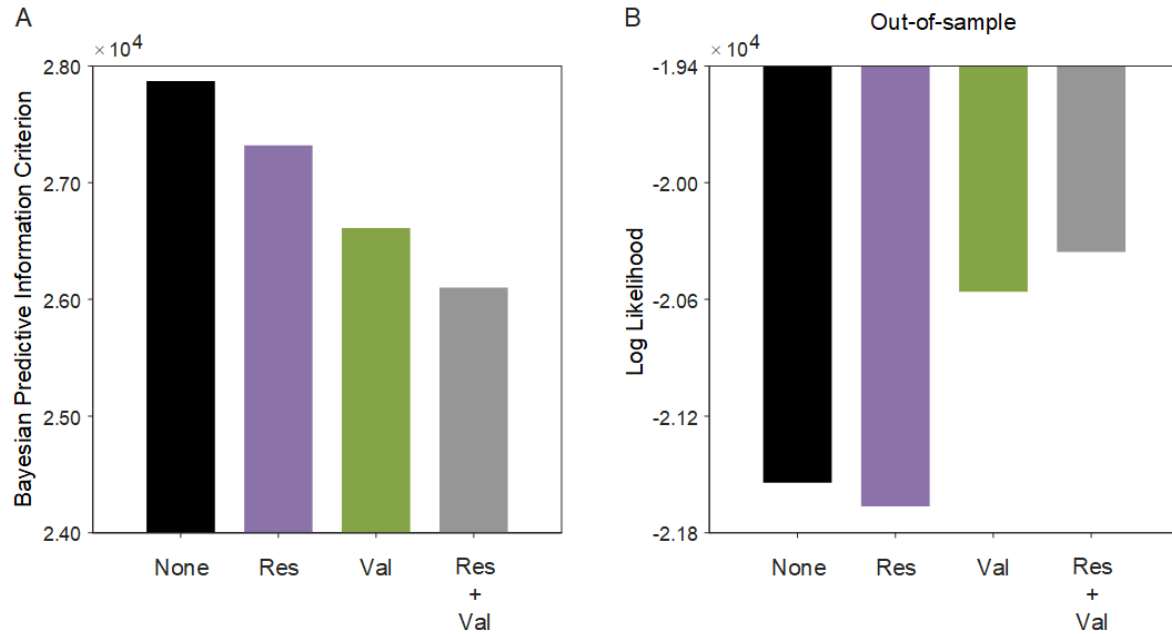 A
× 10⁴
Bayesian Predictive Information Criterion
2.80
2.70
2.60
2.50
2.40
None
Res
Val
Res
+
Val
B
Out-of-sample
× 10⁴
Log Likelihood
-1.94
-2.00
-2.06
-2.12
-2.18
None
Res
Val
Res
+
Val